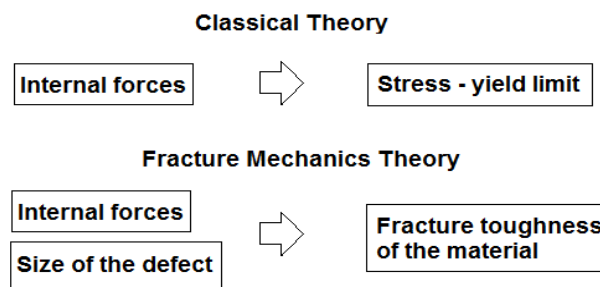 Classical Theory
Internal forces
Stress - yield limit
Fracture Mechanics Theory
Internal forces
Size of the defect
Fracture toughness
of the material